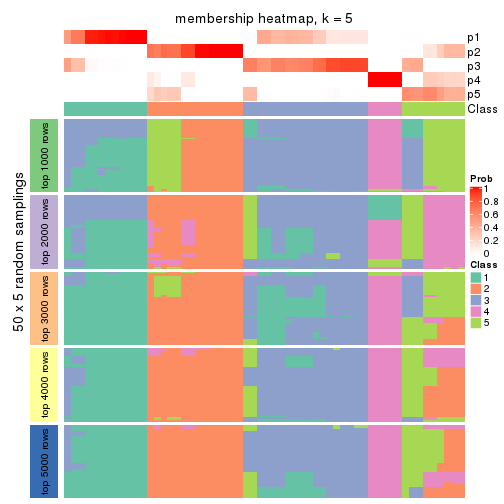 membership heatmap, k = 5
p1
p2
p3
p4
p5
Class
50 x 5 random samplings
top 1000 rows
top 2000 rows
top 3000 rows
top 4000 rows
top 5000 rows
Prob
1
0.8
0.6
0.4
0.2
0
Class
1
2
3
4
5